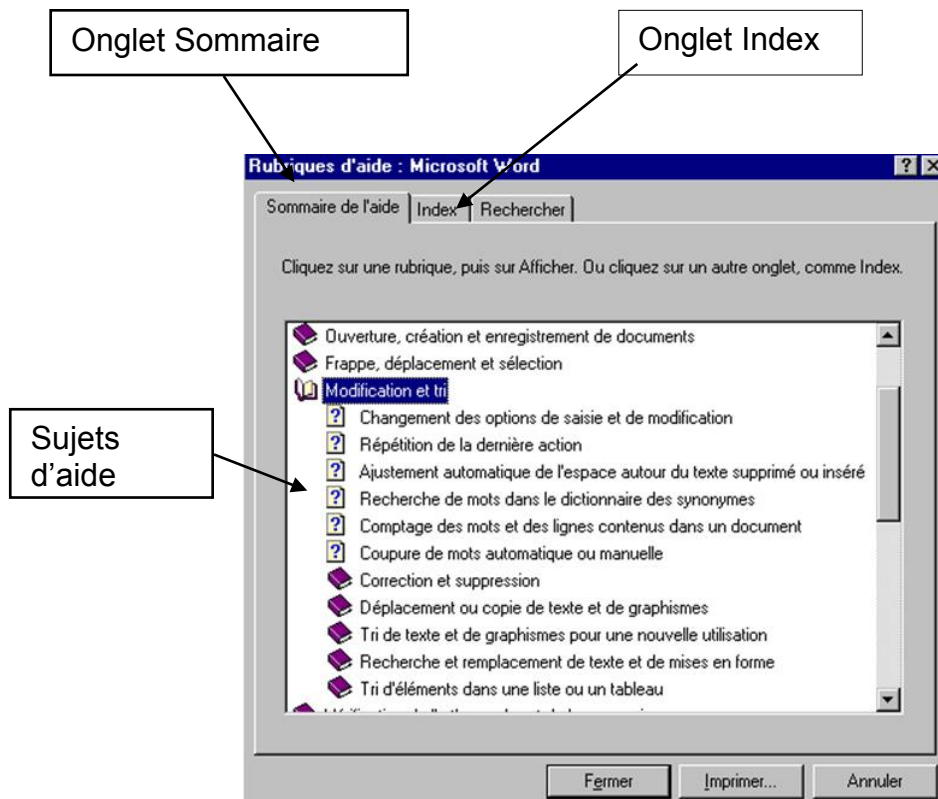 Onglet Sommaire
Onglet Index
Rubriques d'aide : Microsoft Word
Sommaire de l'aide Index Rechercher
Cliquez sur une rubrique, puis sur Afficher. Ou cliquez sur un autre onglet, comme Index.
Ouverture, création et enregistrement de documents
Frappe, déplacement et sélection
Modification et tri
Changement des options de saisie et de modification
Répétition de la dernière action
Ajustement automatique de l'espace autour du texte supprimé ou inséré
Recherche de mots dans le dictionnaire des synonymes
Comptage des mots et des lignes contenus dans un document
Coupure de mots automatique ou manuelle
Correction et suppression
Déplacement ou copie de texte et de graphismes
Tri de texte et de graphismes pour une nouvelle utilisation
Recherche et remplacement de texte et de mises en forme
Tri d'éléments dans une liste ou un tableau
Sujets
d’aide
Fermer Imprimer... Annuler